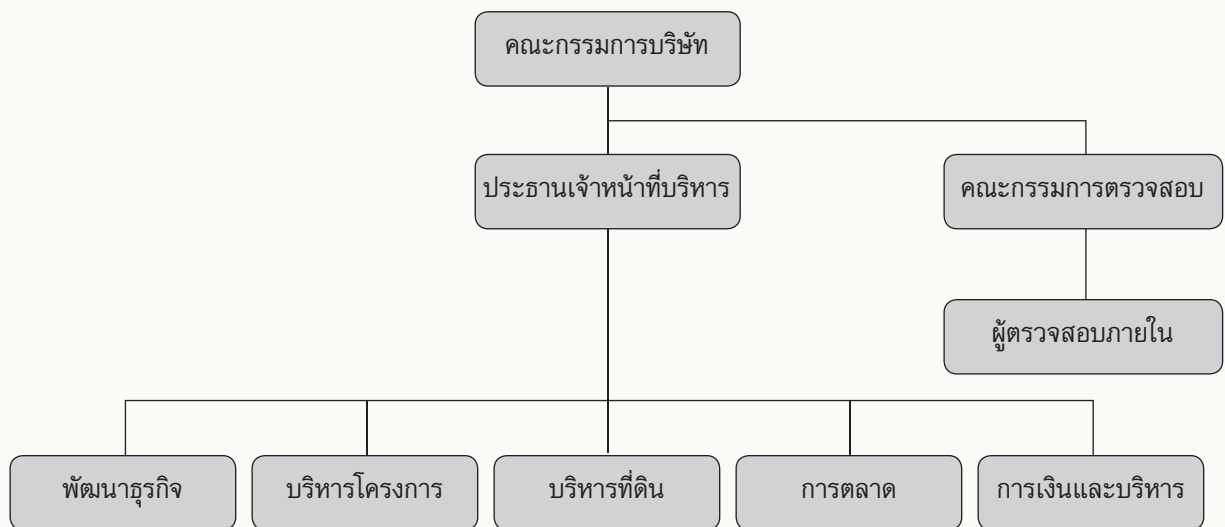 คณะกรรมการบริษัท
ประธานเจ้าหน้าที่บริหาร
คณะกรรมการตรวจสอบ
ผู้ตรวจสอบภายใน
พัฒนาธุรกิจ
บริหารโครงการ
บริหารที่ดิน
การตลาด
การเงินและบริหาร